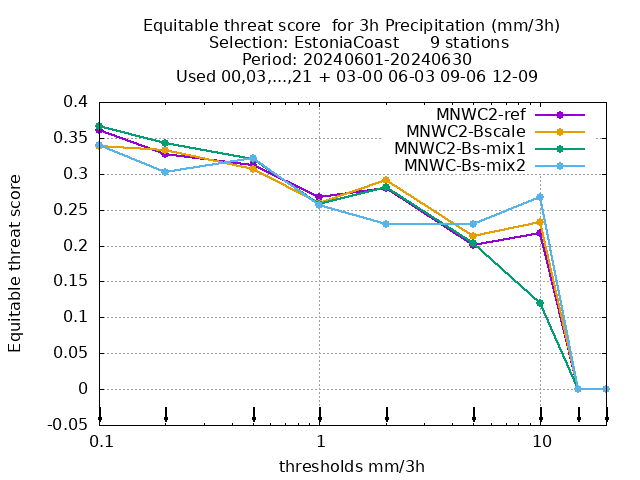 Equitable threat score  for 3h Precipitation (mm/3h)
Selection: EstoniaCoast      9 stations
Period: 20240601-20240630
Used 00,03,...,21 + 03-00 06-03 09-06 12-09
MNWC2-ref
MNWC2-Bscale
MNWC2-Bs-mix1
MNWC-Bs-mix2
Equitable threat score
0.4
0.35
0.3
0.25
0.2
0.15
0.1
0.05
0
-0.05
0.1 1 10
thresholds mm/3h